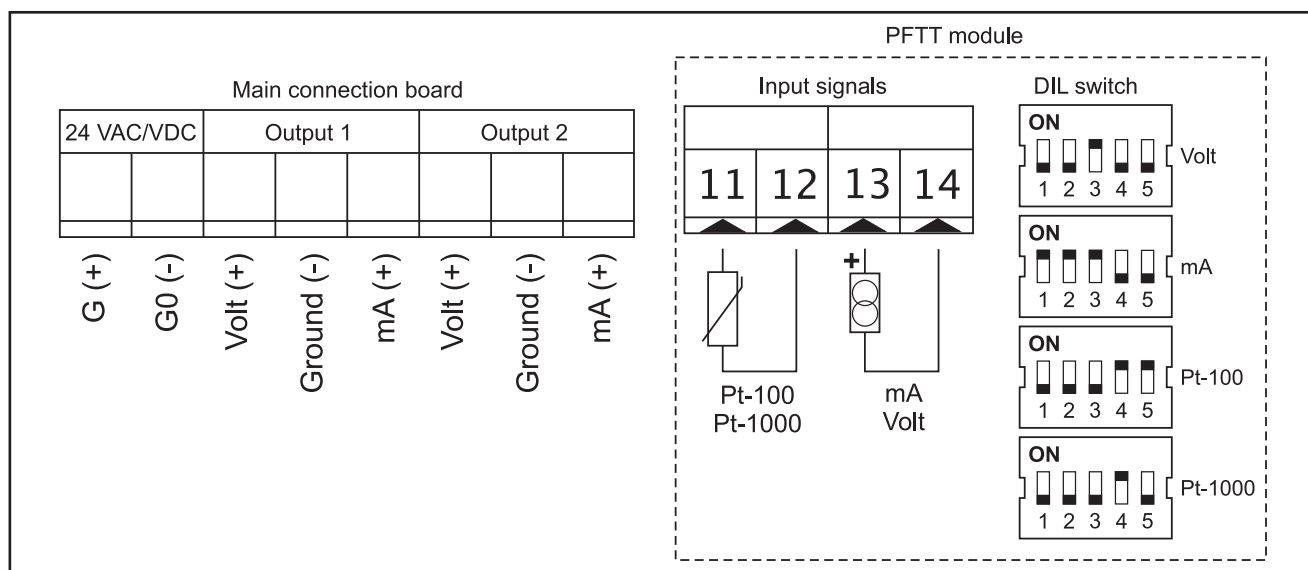 PFTT module
Main connection board
24 VAC/VDC Output 1 Output 2
G (+) G0 (-) Volt (+) Ground (-) mA (+) Volt (+) Ground (-) mA (+)
Input signals
11 12 13 14
+
Pt-100
Pt-1000
mA
Volt
DIL switch
ON
1 2 3 4 5
Volt
ON
1 2 3 4 5
mA
ON
1 2 3 4 5
Pt-100
ON
1 2 3 4 5
Pt-1000